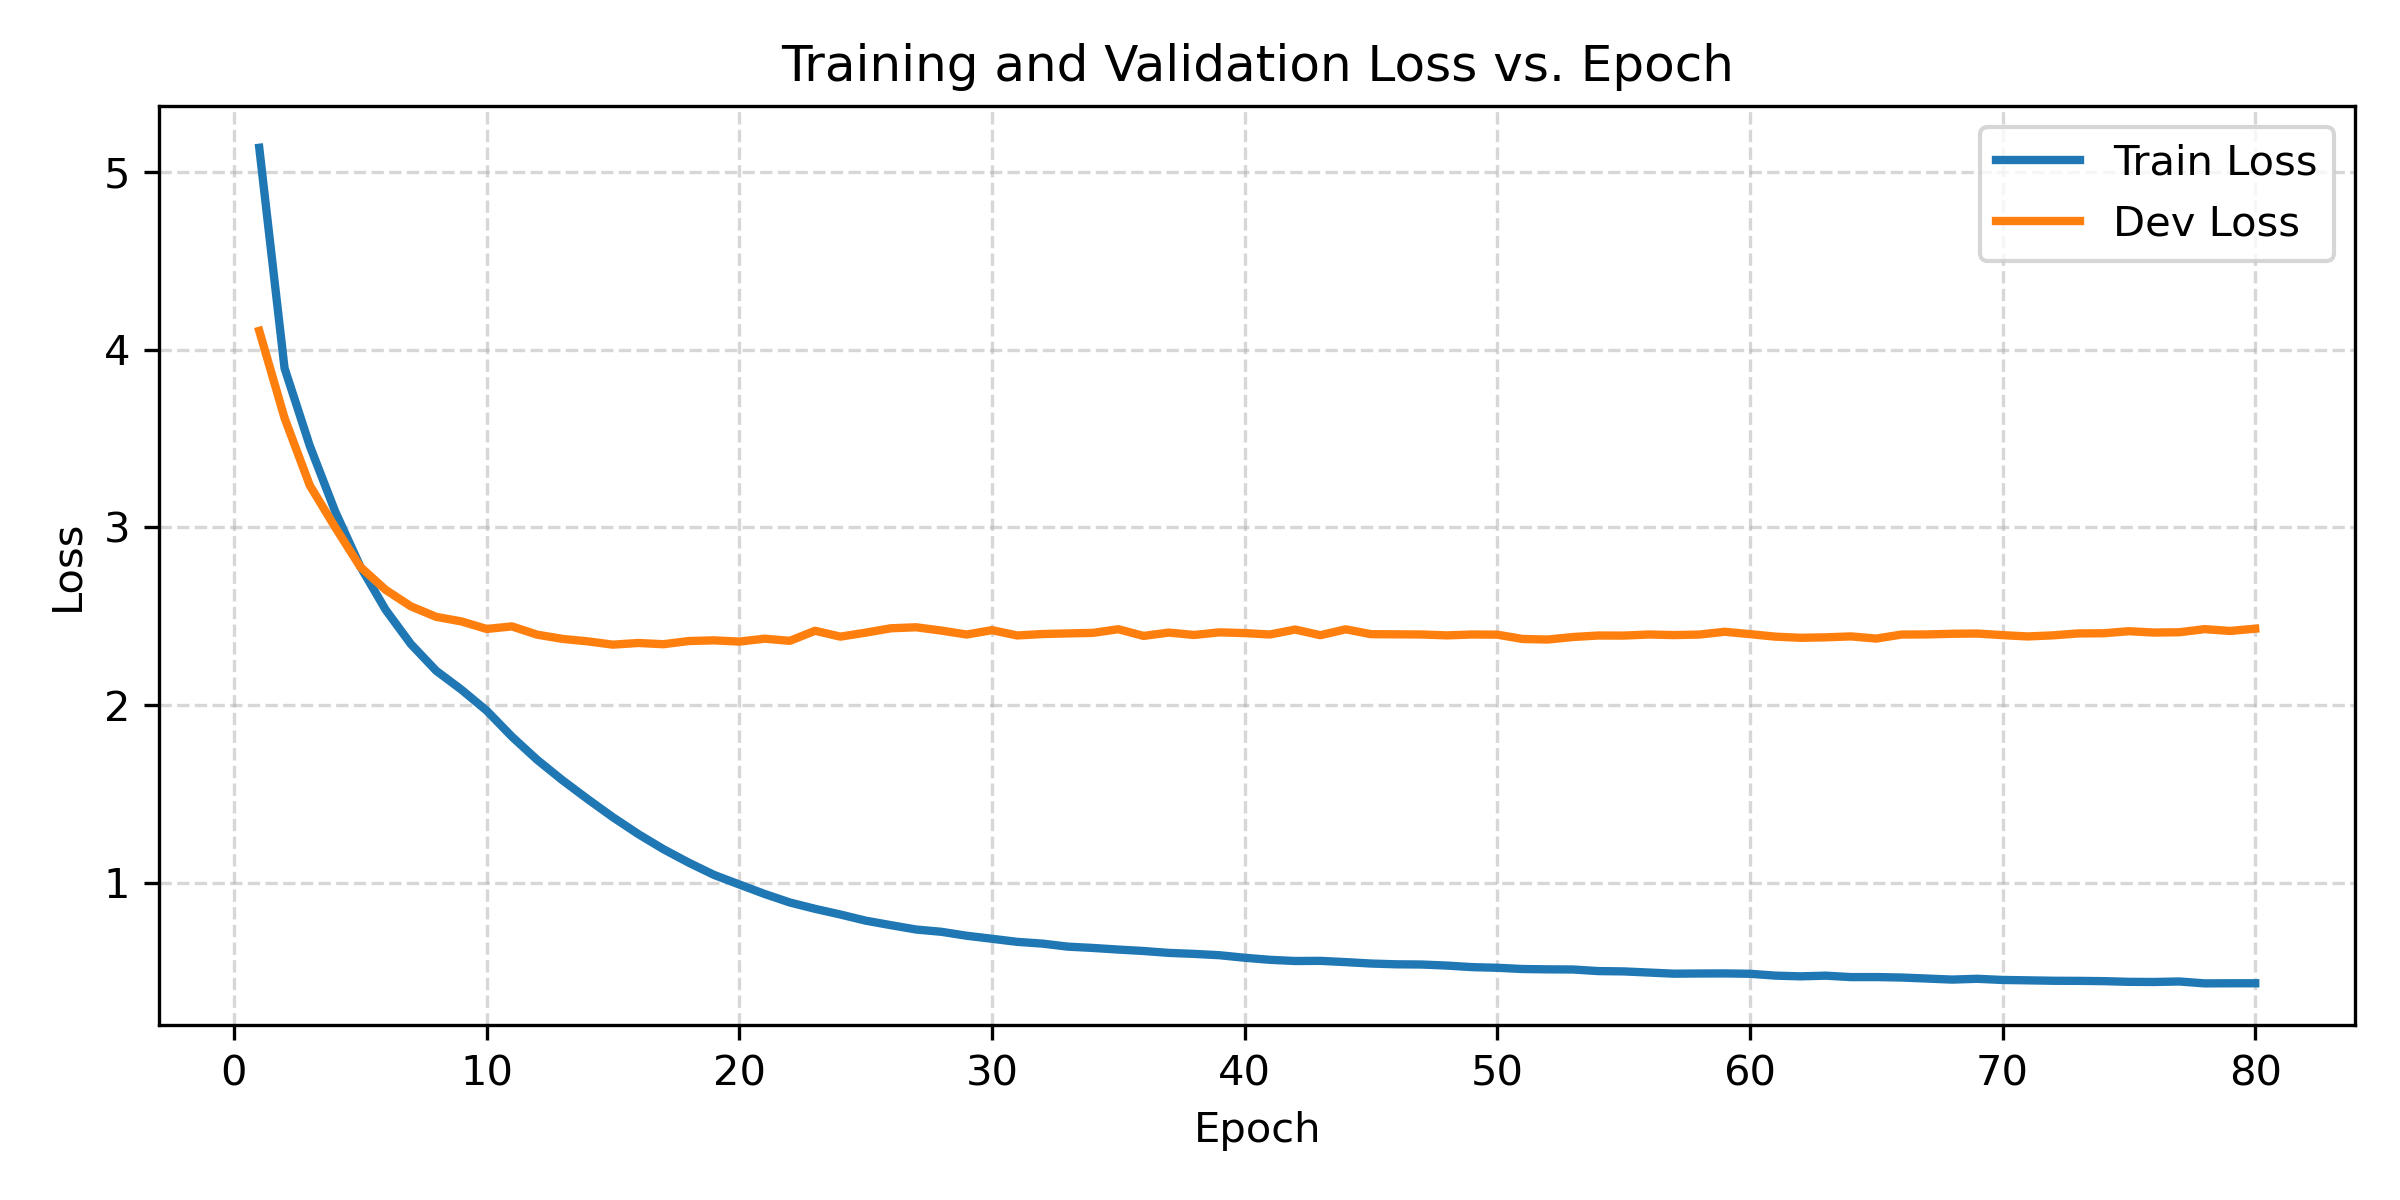 Training and Validation Loss vs. Epoch
Train Loss
Dev Loss
5
4
3
2
1
Loss
0 10 20 30 40 50 60 70 80
Epoch